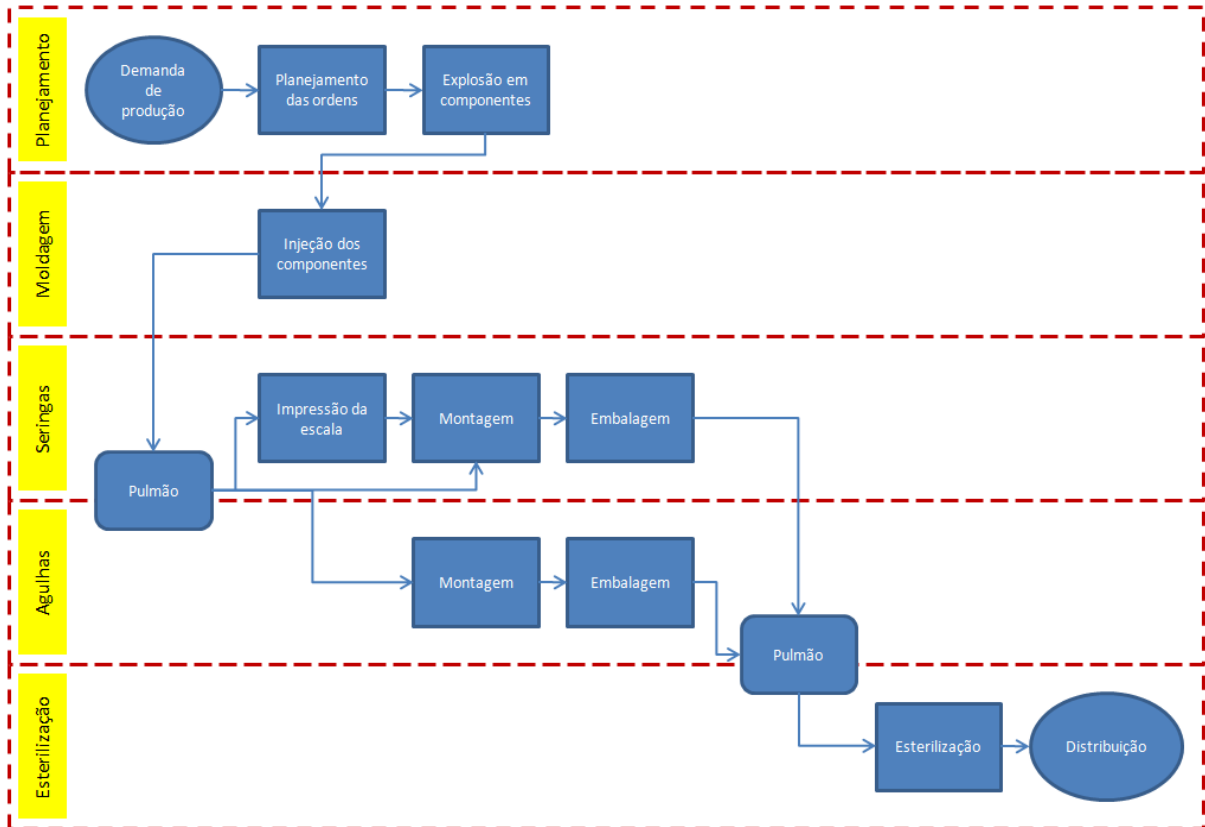 Planejamento
Demanda
de
produção
Planejamento
das ordens
Explosão em
componentes
Moldagem
Injeção dos
componentes
Seringas
Impressão da
escala
Montagem
Embalagem
Pulmão
Agulhas
Montagem
Embalagem
Pulmão
Esterilização
Esterilização
Distribuição